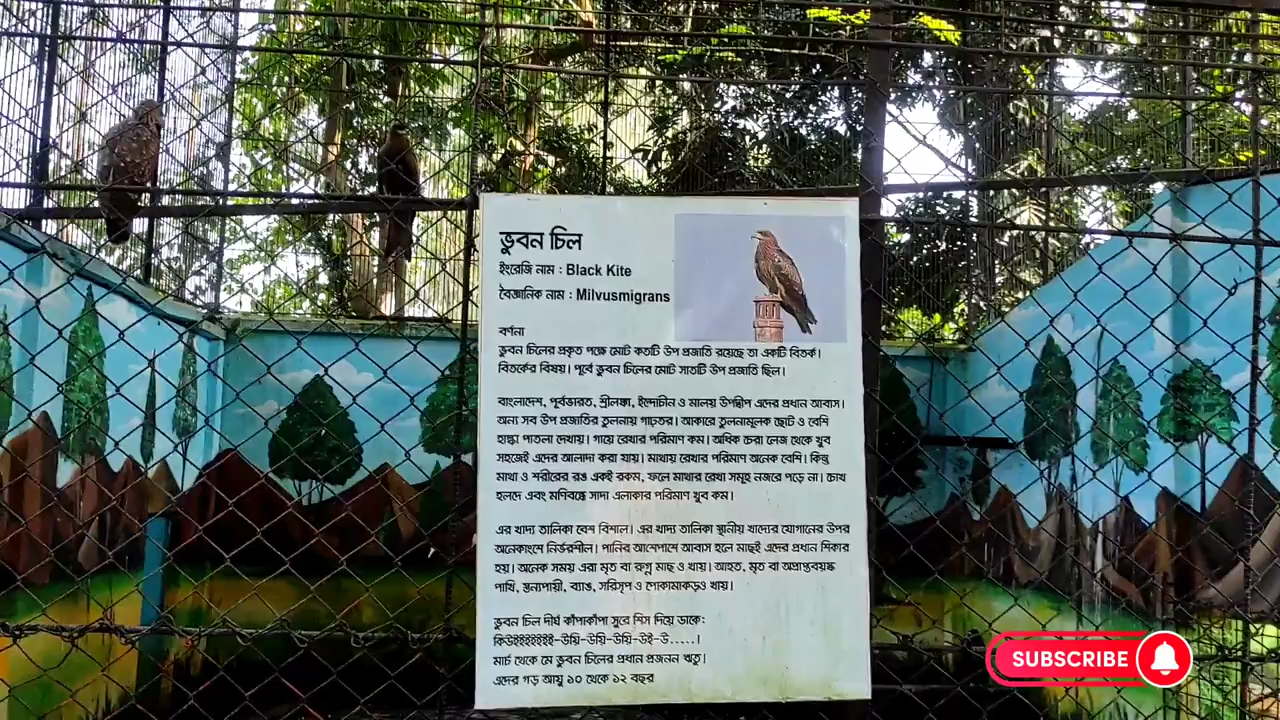 ভুবন চিল
ইংরেজি নাম : Black Kite
বৈজ্ঞানিক নাম : Milvusmigrans
বর্ণনা
ভুবন চিলের প্রকৃত পক্ষে মোট কতটি উপ প্রজাতি রয়েছে তা একটি বিতর্ক।
বিতর্কের বিষয়। পূর্বে ভুবন চিলের মোট সাতটি উপ প্রজাতি ছিল।
বাংলাদেশ, পূর্বভারত, শ্রীলঙ্কা, ইন্দোচীন ও মালয় উপদ্বীপ এদের প্রধান আবাস।
অন্য সব উপ প্রজাতির তুলনায় গাঢ়তর। আকারে তুলনামূলক ছোট ও বেশি
হাল্কা পাতলা দেখায়। গায়ে রেখার পরিমাণ কম। অধিক চেরা লেজ থেকে খুব
সহজেই এদের আলাদা করা যায়। মাথায় রেখার পরিমাণ অনেক বেশি। কিন্তু
মাথা ও শরীরের রঙ একই রকম, ফলে মাথার রেখা সমূহ নজরে পড়ে না। চোখ
হলদে এবং মণিবন্ধে সাদা এলাকার পরিমাণ খুব কম।
এর খাদ্য তালিকা বেশ বিশাল। এর খাদ্য তালিকা স্থানীয় খাদ্যের যোগানের উপর
অনেকাংশে নির্ভরশীল। পানির আশেপাশে আবাস হলে মাছই এদের প্রধান শিকার
হয়। অনেক সময় এরা মৃত বা রুগ্ন মাছ ও খায়। আহত, মৃত বা অপ্রাপ্তবয়স্ক
পাখি, স্তন্যপায়ী, ব্যাঙ, সরিসৃপ ও পোকামাকড়ও খায়।
ভুবন চিল দীর্ঘ কাঁপাকাঁপা সুরে শিস দিয়ে ডাকে:
কিউইইইইইইই-উয়ি-উয়ি-উয়ি-উই-উ.....।
মার্চ থেকে মে ভুবন চিলের প্রধান প্রজনন ঋতু।
এদের গড় আয়ু ১০ থেকে ১২ বছর
SUBSCRIBE